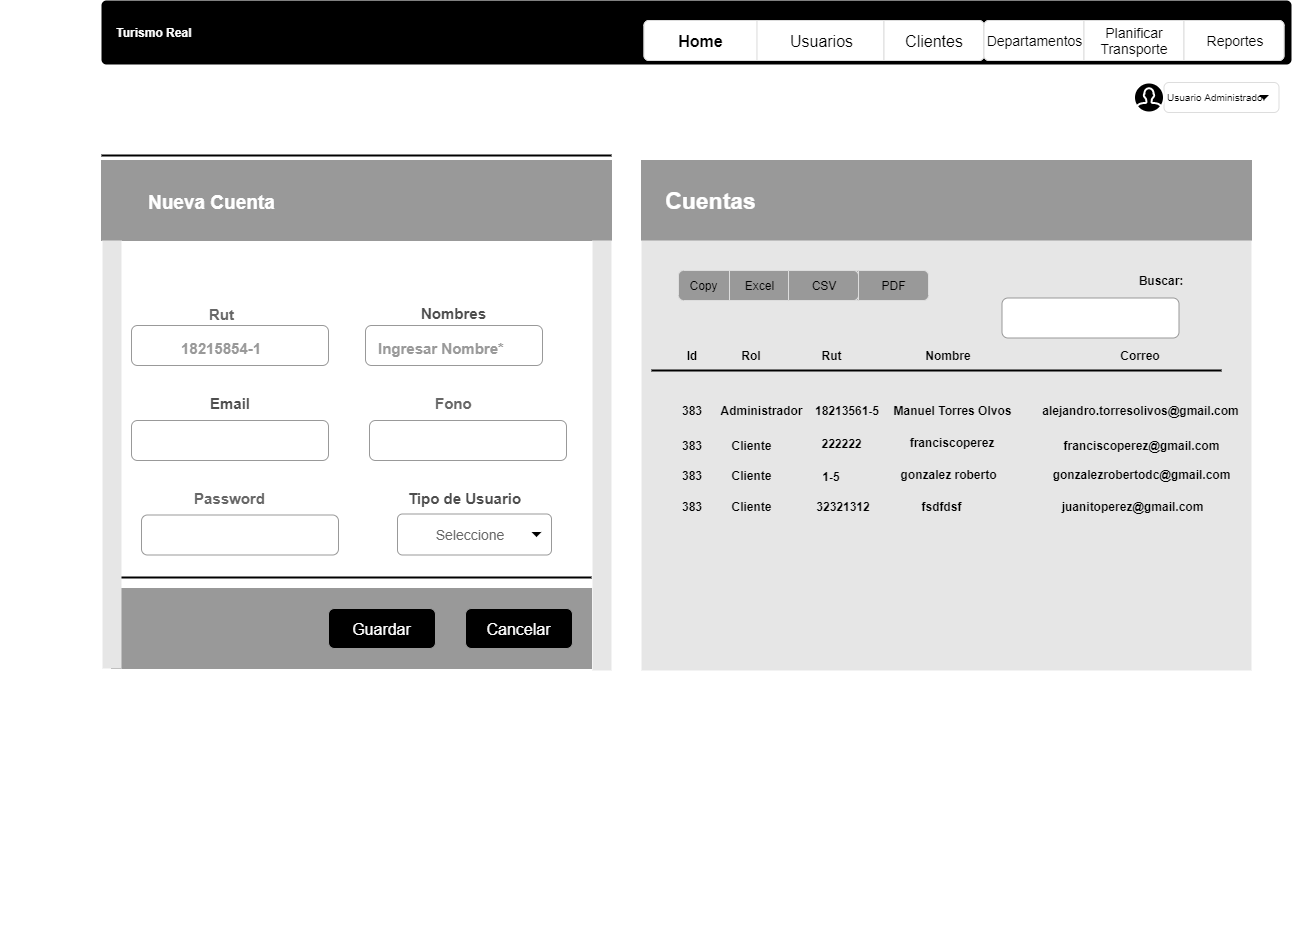 Turismo Real
Home
Usuarios
Clientes
Departamentos
Planificar
Transporte
Reportes
Usuario Administrador
Nueva Cuenta
Rut
Nombres
18215854-1
Ingresar Nombre*
Email
Fono
Password
Tipo de Usuario
Seleccione
Guardar
Cancelar
Cuentas
Copy
Excel
CSV
PDF
Buscar:
Id Rol Rut Nombre Correo
383 Administrador 18213561-5 Manuel Torres Olvos alejandro.torresolivos@gmail.com
383 Cliente 222222 franciscoperez franciscoperez@gmail.com
383 Cliente 1-5 gonzalez roberto gonzalezrobertodc@gmail.com
383 Cliente 32321312 fsdfdsf juanitoperez@gmail.com